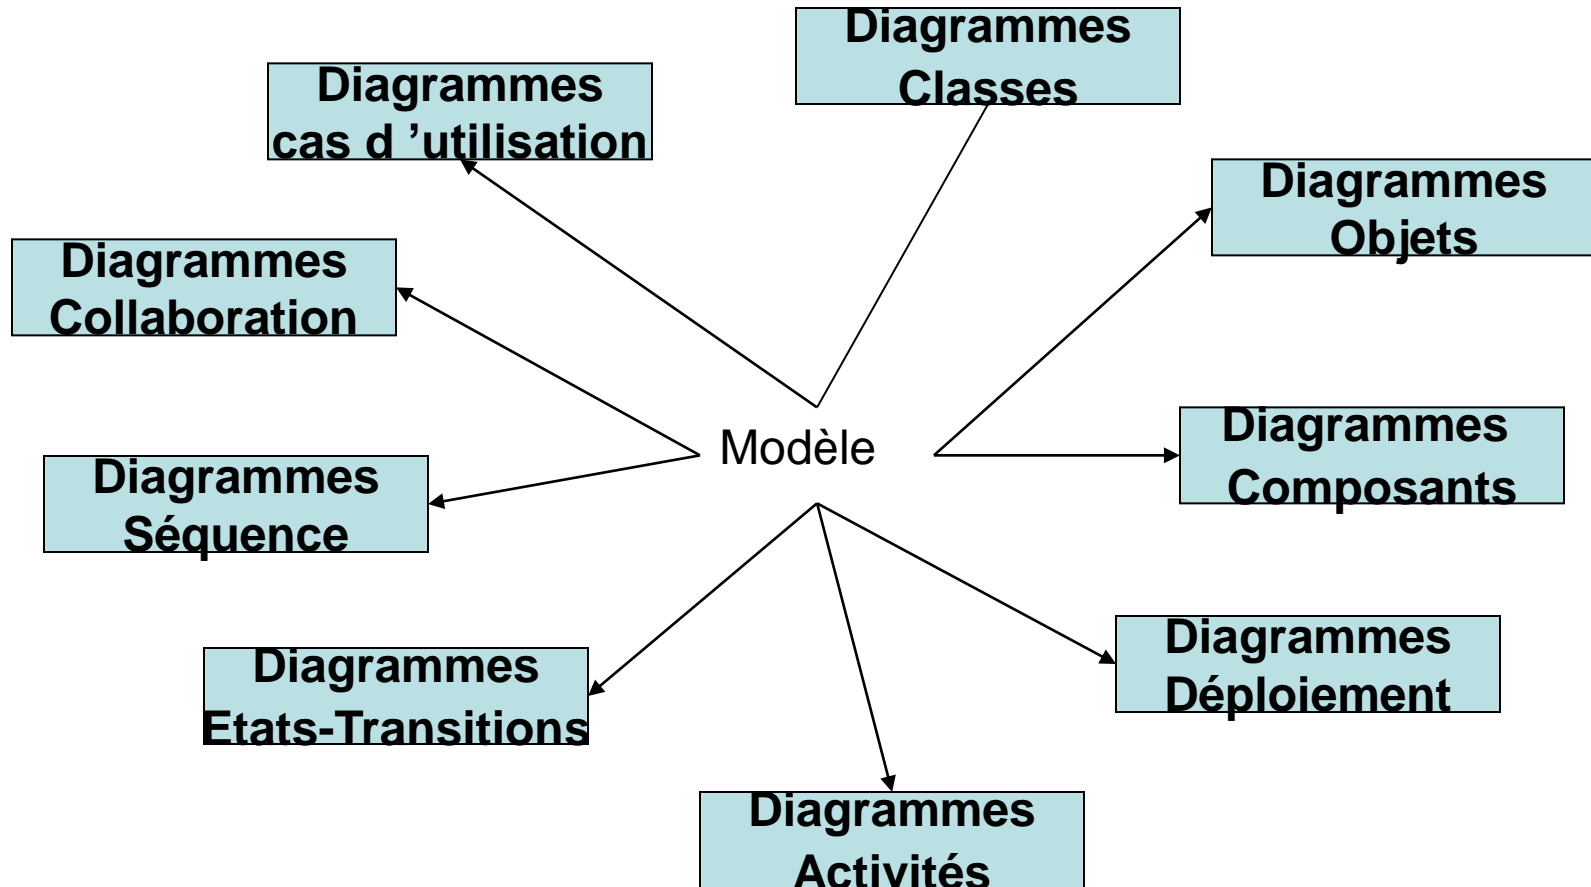 Diagrammes
Classes
Diagrammes
cas d ’utilisation
Diagrammes
Objets
Diagrammes
Collaboration
Modèle
Diagrammes
Composants
Diagrammes
Séquence
Diagrammes
Déploiement
Diagrammes
Etats-Transitions
Diagrammes
Activités